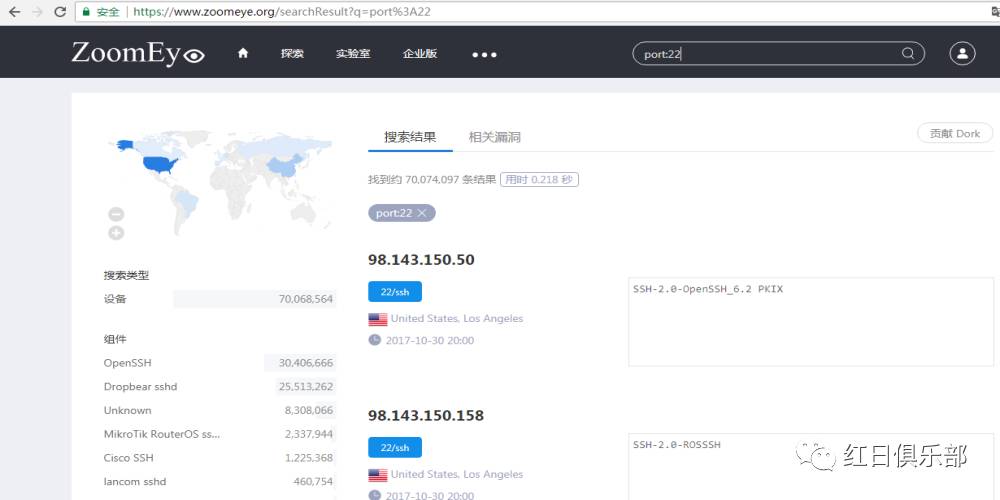 安全 https://www.zoomeye.org/searchResult?q=port%3A22
ZoomEye 探索 实验室 企业版 ••• port:22
搜索结果 相关漏洞 贡献 Dork
找到约 70,074,097 条结果 用时 0.218 秒
port:22 ×
98.143.150.50
22/ssh
United States, Los Angeles
2017-10-30 20:00
SSH-2.0-OpenSSH_6.2 PKIX
98.143.150.158
22/ssh
United States, Los Angeles
2017-10-30 20:00
SSH-2.0-ROSSSH
搜索类型
设备 70,068,564
组件
OpenSSH 30,406,666
Dropbear sshd 25,513,262
Unknown 8,308,066
MikroTik RouterOS ss... 2,337,944
Cisco SSH 1,225,368
lancom sshd 460,754
红日俱乐部